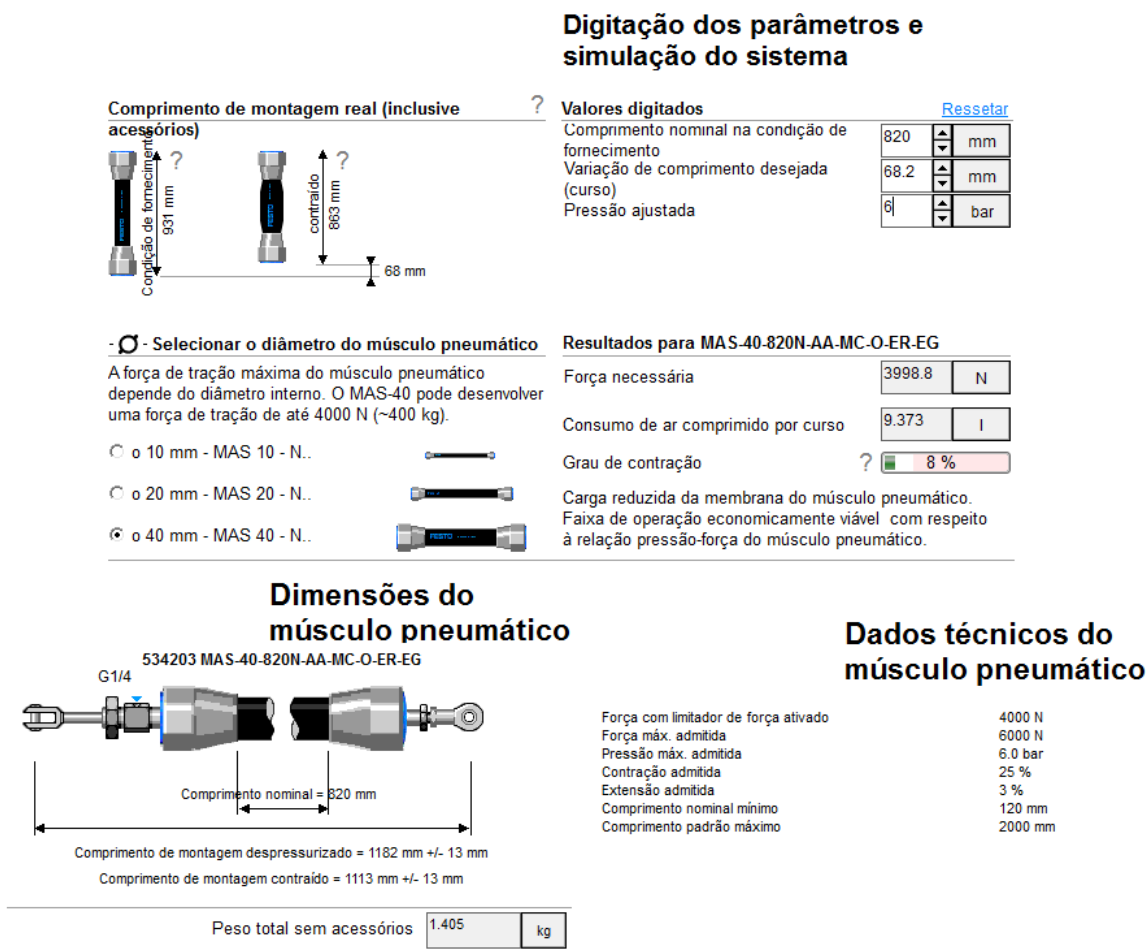 Digitação dos parâmetros e
simulação do sistema
Comprimento de montagem real (inclusive
acessórios)
?
Condição de fornecimento
931 mm
?
contraído
863 mm
?
68 mm
Valores digitados
Ressetar
Comprimento nominal na condição de
fornecimento
820
mm
Variação de comprimento desejada
(curso)
68.2
mm
Pressão ajustada
6
bar
- - Selecionar o diâmetro do músculo pneumático
A força de tração máxima do músculo pneumático
depende do diâmetro interno. O MAS-40 pode desenvolver
uma força de tração de até 4000 N (~400 kg).
o 10 mm - MAS 10 - N..
o 20 mm - MAS 20 - N..
o 40 mm - MAS 40 - N..
Resultados para MAS-40-820N-AA-MC-O-ER-EG
Força necessária
3998.8
N
Consumo de ar comprimido por curso
9.373
l
Grau de contração
?
8 %
Carga reduzida da membrana do músculo pneumático.
Faixa de operação economicamente viável com respeito
à relação pressão-força do músculo pneumático.
Dimensões do
músculo pneumático
534203 MAS-40-820N-AA-MC-O-ER-EG
G1/4
Comprimento nominal = 820 mm
Comprimento de montagem despressurizado = 1182 mm +/- 13 mm
Comprimento de montagem contraído = 1113 mm +/- 13 mm
Peso total sem acessórios
1.405
kg
Dados técnicos do
músculo pneumático
Força com limitador de força ativado 4000 N
Força máx. admitida 6000 N
Pressão máx. admitida 6.0 bar
Contração admitida 25 %
Extensão admitida 3 %
Comprimento nominal mínimo 120 mm
Comprimento padrão máximo 2000 mm